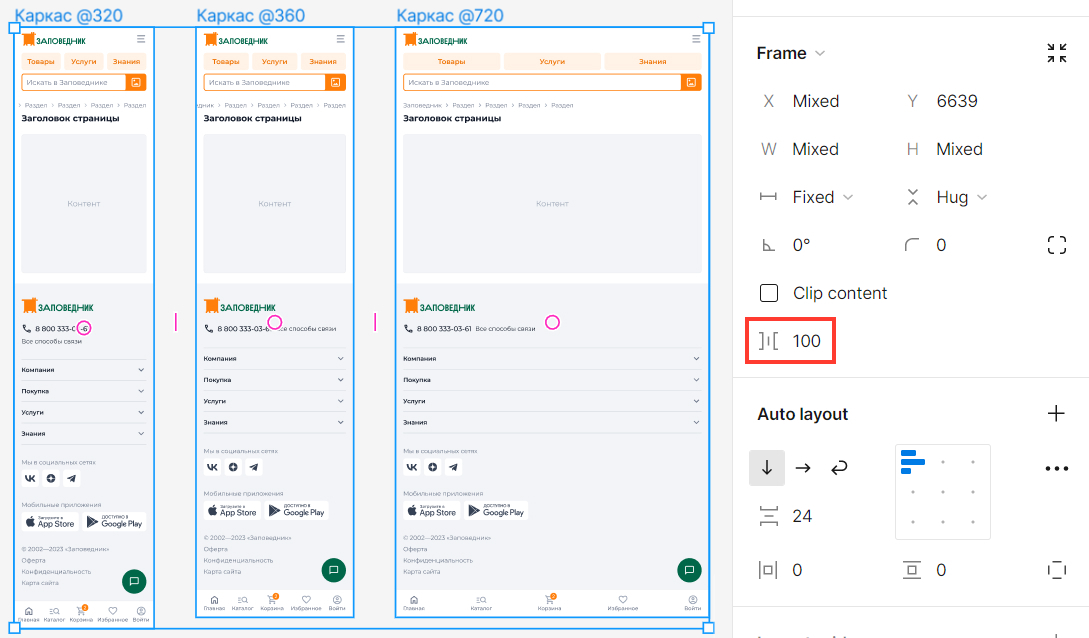 Каркас @320
ЗАПОВЕДНИК
Товары Услуги Знания
Искать в Заповеднике
Раздел Раздел Раздел Раздел
Заголовок страницы
Контент
ЗАПОВЕДНИК
8 800 333-0 -6
Все способы связи
Компания
Покупка
Услуги
Знания
Мы в социальных сетях
Мобильные приложения
Загрузите в
App Store
ДОСТУПНО В
Google Play
© 2002—2023 «Заповедник»
Оферта
Конфиденциальность
Карта сайта
Главная Каталог Корзина Избранное Войти
Каркас @360
ЗАПОВЕДНИК
Товары Услуги Знания
Искать в Заповеднике
дник Раздел Раздел Раздел Раздел
Заголовок страницы
Контент
ЗАПОВЕДНИК
8 800 333-03-6 се способы связи
Компания
Покупка
Услуги
Знания
Мы в социальных сетях
Мобильные приложения
Загрузите в
App Store
ДОСТУПНО В
Google Play
© 2002—2023 «Заповедник»
Оферта
Конфиденциальность
Карта сайта
Главная Каталог Корзина Избранное Войти
Каркас @720
ЗАПОВЕДНИК
Товары Услуги Знания
Искать в Заповеднике
Заповедник Раздел Раздел Раздел Раздел
Заголовок страницы
Контент
ЗАПОВЕДНИК
8 800 333-03-61 Все способы связи
Компания
Покупка
Услуги
Знания
Мы в социальных сетях
Мобильные приложения
Загрузите в
App Store
ДОСТУПНО В
Google Play
© 2002—2023 «Заповедник»
Оферта
Конфиденциальность
Карта сайта
Главная Каталог Корзина Избранное Войти
Frame
X Mixed Y 6639
W Mixed H Mixed
Fixed Hug
0° 0
Clip content
100
Auto layout
24
0 0